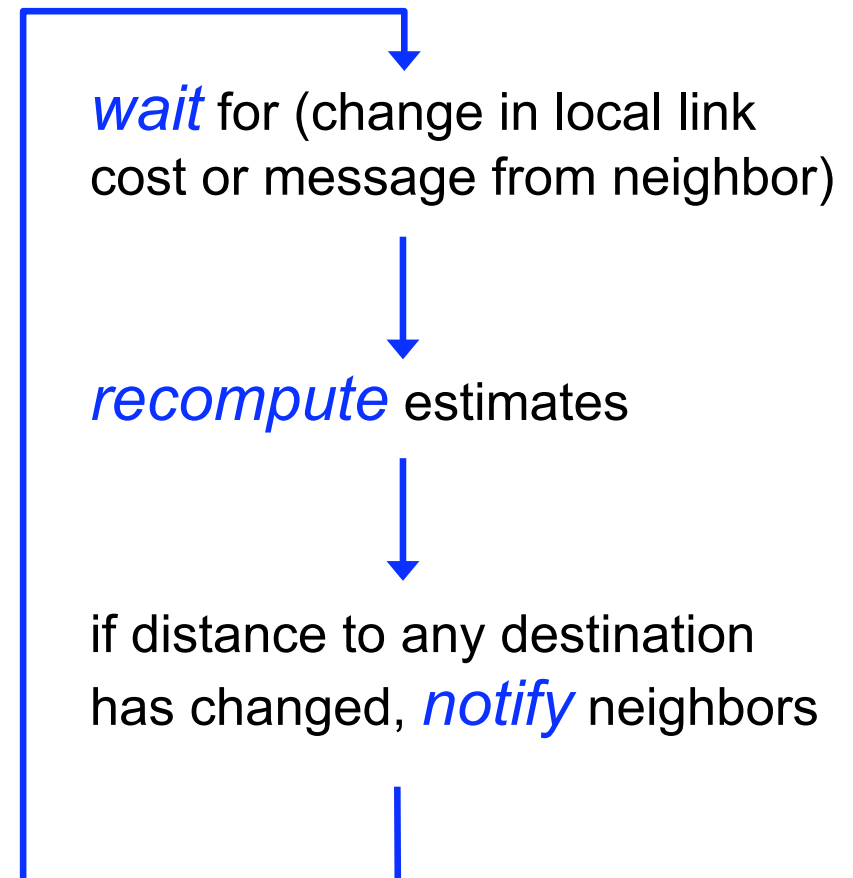 wait for (change in local link
cost or message from neighbor)
recompute estimates
if distance to any destination
has changed, notify neighbors